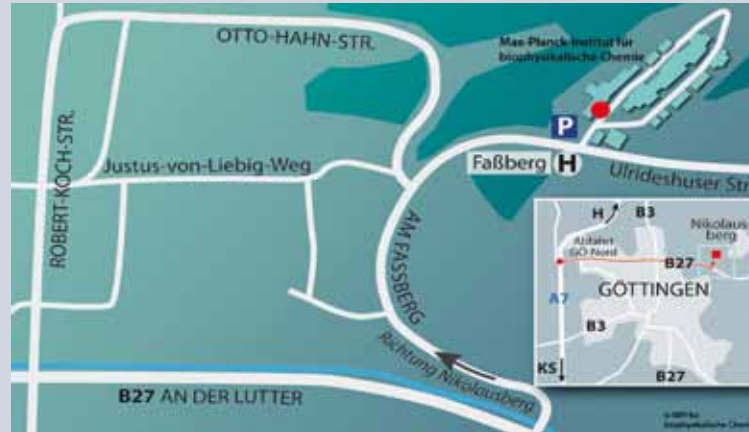 OTTO-HAHN-STR.
Max-Planck-Institut für
biophysikalische Chemie
P
Faßberg H
Ulrideshuser Str
Justus-von-Liebig-Weg
ROBERT-KOCH-STR.
AM FASSBERG
Richtung Nikolausberg
B27 AN DER LUTTER
H
B3
Nikolaus-
berg
Abfahrt
GÖ-Nord
B27
GÖTTINGEN
A7
B3
KS
B27
biophysikalische Chemie